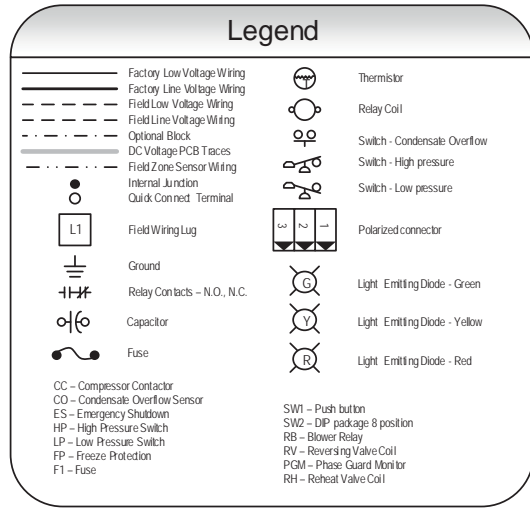 Legend
Factory Low Voltage Wiring
Factory Line Voltage Wiring
Field Low Voltage Wiring
Field Line Voltage Wiring
Optional Block
DC Voltage PCB Traces
Field Zone Sensor Wiring
Internal Junction
Quick Connect Terminal
L1
Field Wiring Lug
Ground
Relay Contacts – N.O., N.C.
Capacitor
Fuse
Thermistor
Relay Coil
Switch - Condensate Overflow
Switch - High pressure
Switch - Low pressure
3 2 1
Polarized connector
G
Light Emitting Diode - Green
Y
Light Emitting Diode - Yellow
R
Light Emitting Diode - Red
CC – Compressor Contactor
CO – Condensate Overflow Sensor
ES – Emergency Shutdown
HP – High Pressure Switch
LP – Low Pressure Switch
FP – Freeze Protection
F1 – Fuse
SW1 – Push button
SW2 – DIP package 8 position
RB – Blower Relay
RV – Reversing Valve Coil
PGM – Phase Guard Monitor
RH – Reheat Valve Coil